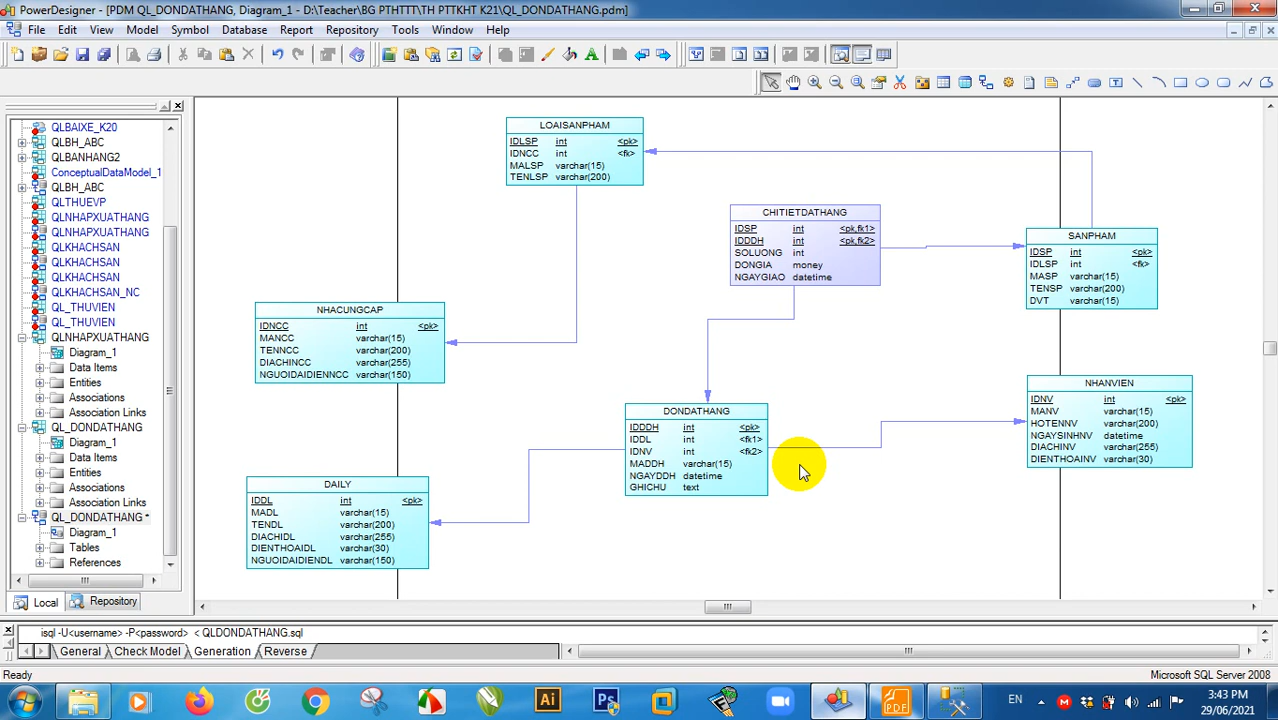 PowerDesigner - [PDM QL_DONDATHANG, Diagram_1 - D:\Teacher\BG PTHTTT\TH PTTKHT K21\QL_DONDATHANG.pdm]
File Edit View Model Symbol Database Report Repository Tools Window Help
QLBAIXE_K20
QLBH_ABC
QLBANHANG2
ConceptualDataModel_1
QLBH_ABC
QLTHUEVP
QLNHAPXUATHANG
QLNHAPXUATHANG
QLKHACHSAN
QLKHACHSAN
QLKHACHSAN
QLKHACHSAN_NC
QL_THUVIEN
QL_THUVIEN
QLNHAPXUATHANG
Diagram_1
Data Items
Entities
Associations
Association Links
QL_DONDATHANG
Diagram_1
Data Items
Entities
Associations
Association Links
QL_DONDATHANG *
Diagram_1
Tables
References
Local Repository
LOAISANPHAM
IDLSP int <pk>
IDNCC int <fk>
MALSP varchar(15)
TENLSP varchar(200)
CHITIETDATHANG
IDSP int <pk,fk1>
IDDDH int <pk,fk2>
SOLUONG int
DONGIA money
NGAYGIAO datetime
SANPHAM
IDSP int <pk>
IDLSP int <fk>
MASP varchar(15)
TENSP varchar(200)
DVT varchar(15)
NHACUNGCAP
IDNCC int <pk>
MANCC varchar(15)
TENNCC varchar(200)
DIACHINCC varchar(255)
NGUOIDAIDIENNCC varchar(150)
DONDATHANG
IDDDH int <pk>
IDDL int <fk1>
IDNV int <fk2>
MADDH varchar(15)
NGAYDDH datetime
GHICHU text
NHANVIEN
IDNV int <pk>
MANV varchar(15)
HOTENNV varchar(200)
NGAYSINHNV datetime
DIACHINV varchar(255)
DIENTHOAINV varchar(30)
DAILY
IDDL int <pk>
MADL varchar(15)
TENDL varchar(200)
DIACHIDL varchar(255)
DIENTHOAIDL varchar(30)
NGUOIDAIDIENDL varchar(150)
isql -U<username> -P<password> < QLDONDATHANG.sql
General Check Model Generation Reverse
Ready
Microsoft SQL Server 2008
EN
3:43 PM
29/06/2021